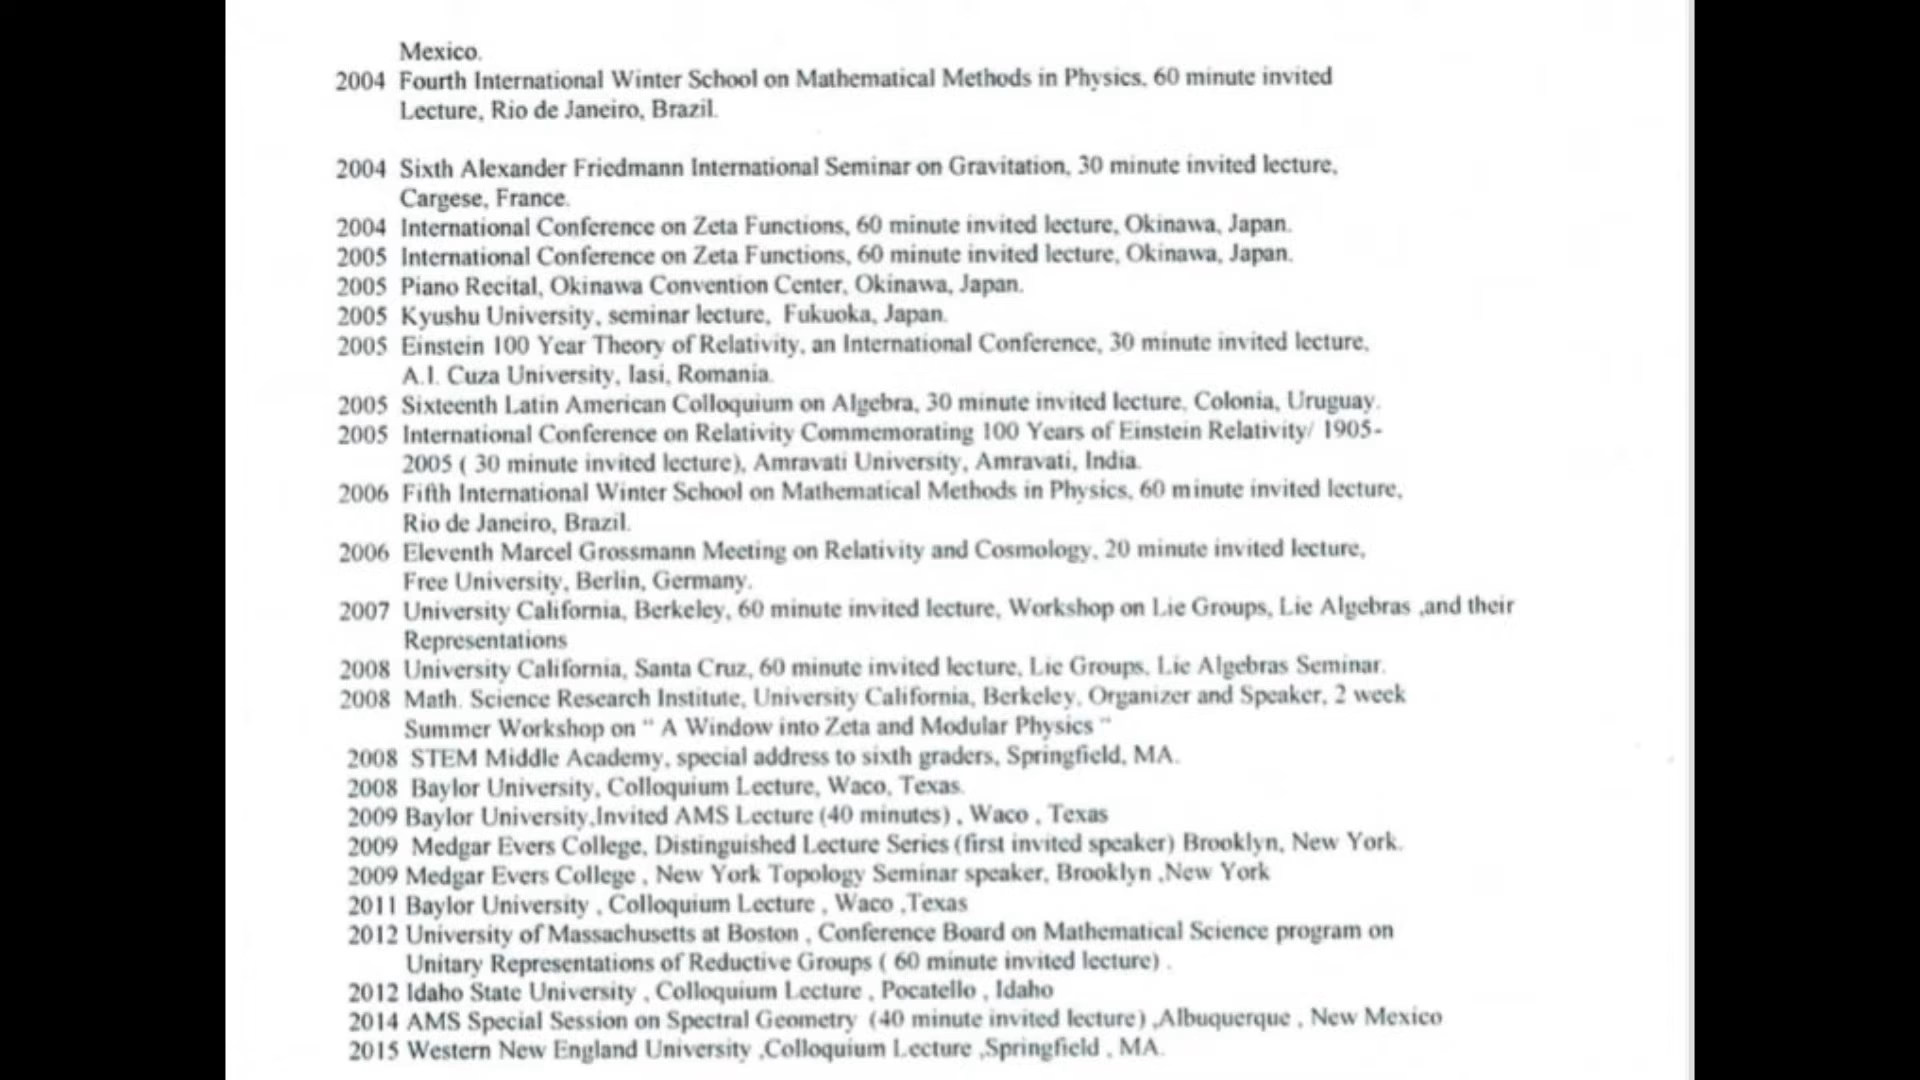 Mexico.
2004 Fourth International Winter School on Mathematical Methods in Physics, 60 minute invited
Lecture, Rio de Janeiro, Brazil.
2004 Sixth Alexander Friedmann International Seminar on Gravitation, 30 minute invited lecture,
Cargese, France.
2004 International Conference on Zeta Functions, 60 minute invited lecture, Okinawa, Japan.
2005 International Conference on Zeta Functions, 60 minute invited lecture, Okinawa, Japan.
2005 Piano Recital, Okinawa Convention Center, Okinawa, Japan.
2005 Kyushu University, seminar lecture, Fukuoka, Japan.
2005 Einstein 100 Year Theory of Relativity, an International Conference, 30 minute invited lecture,
A.I. Cuza University, Iasi, Romania.
2005 Sixteenth Latin American Colloquium on Algebra, 30 minute invited lecture, Colonia, Uruguay.
2005 International Conference on Relativity Commemorating 100 Years of Einstein Relativity/ 1905-
2005 ( 30 minute invited lecture), Amravati University, Amravati, India.
2006 Fifth International Winter School on Mathematical Methods in Physics, 60 minute invited lecture,
Rio de Janeiro, Brazil.
2006 Eleventh Marcel Grossmann Meeting on Relativity and Cosmology, 20 minute invited lecture,
Free University, Berlin, Germany.
2007 University California, Berkeley, 60 minute invited lecture, Workshop on Lie Groups, Lie Algebras ,and their
Representations
2008 University California, Santa Cruz, 60 minute invited lecture, Lie Groups, Lie Algebras Seminar.
2008 Math. Science Research Institute, University California, Berkeley, Organizer and Speaker, 2 week
Summer Workshop on " A Window into Zeta and Modular Physics "
2008 STEM Middle Academy, special address to sixth graders, Springfield, MA.
2008 Baylor University, Colloquium Lecture, Waco, Texas.
2009 Baylor University,Invited AMS Lecture (40 minutes) , Waco , Texas
2009 Medgar Evers College, Distinguished Lecture Series (first invited speaker) Brooklyn, New York.
2009 Medgar Evers College , New York Topology Seminar speaker, Brooklyn ,New York
2011 Baylor University , Colloquium Lecture , Waco ,Texas
2012 University of Massachusetts at Boston , Conference Board on Mathematical Science program on
Unitary Representations of Reductive Groups ( 60 minute invited lecture) .
2012 Idaho State University , Colloquium Lecture , Pocatello , Idaho
2014 AMS Special Session on Spectral Geometry (40 minute invited lecture) ,Albuquerque , New Mexico
2015 Western New England University ,Colloquium Lecture ,Springfield , MA.